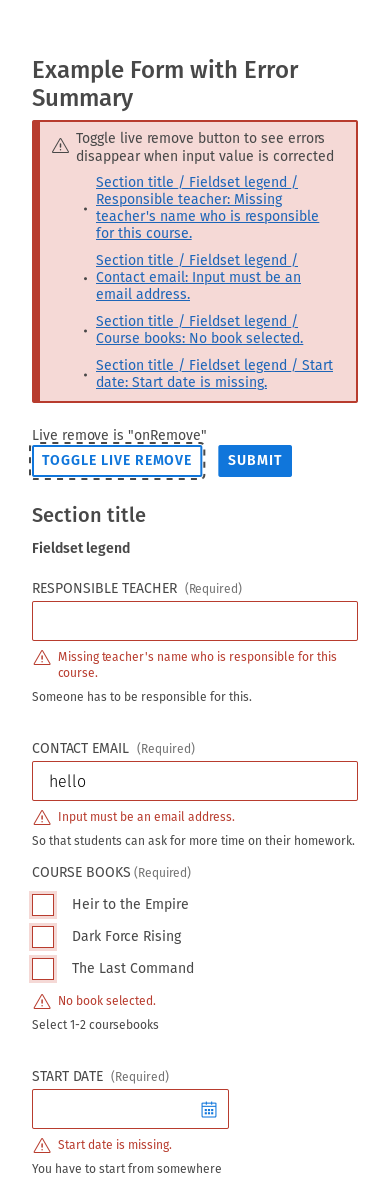 Example Form with Error
Summary
Toggle live remove button to see errors
disappear when input value is corrected
Section title / Fieldset legend /
Responsible teacher: Missing
teacher's name who is responsible
for this course.
Section title / Fieldset legend /
Contact email: Input must be an
email address.
Section title / Fieldset legend /
Course books: No book selected.
Section title / Fieldset legend / Start
date: Start date is missing.
Live remove is "onRemove"
TOGGLE LIVE REMOVE SUBMIT
Section title
Fieldset legend
RESPONSIBLE TEACHER (Required)
Missing teacher's name who is responsible for this
course.
Someone has to be responsible for this.
CONTACT EMAIL (Required)
hello
Input must be an email address.
So that students can ask for more time on their homework.
COURSE BOOKS (Required)
Heir to the Empire
Dark Force Rising
The Last Command
No book selected.
Select 1-2 coursebooks
START DATE (Required)
Start date is missing.
You have to start from somewhere